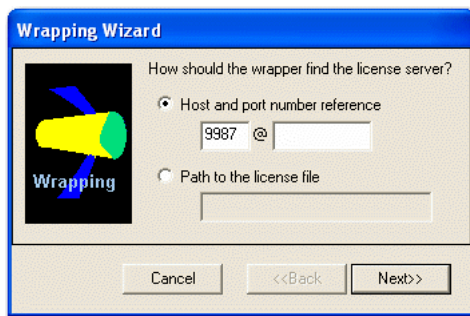 Wrapping Wizard
How should the wrapper find the license server?
Host and port number reference
9987 @
Wrapping
Path to the license file
Cancel <<Back Next>>